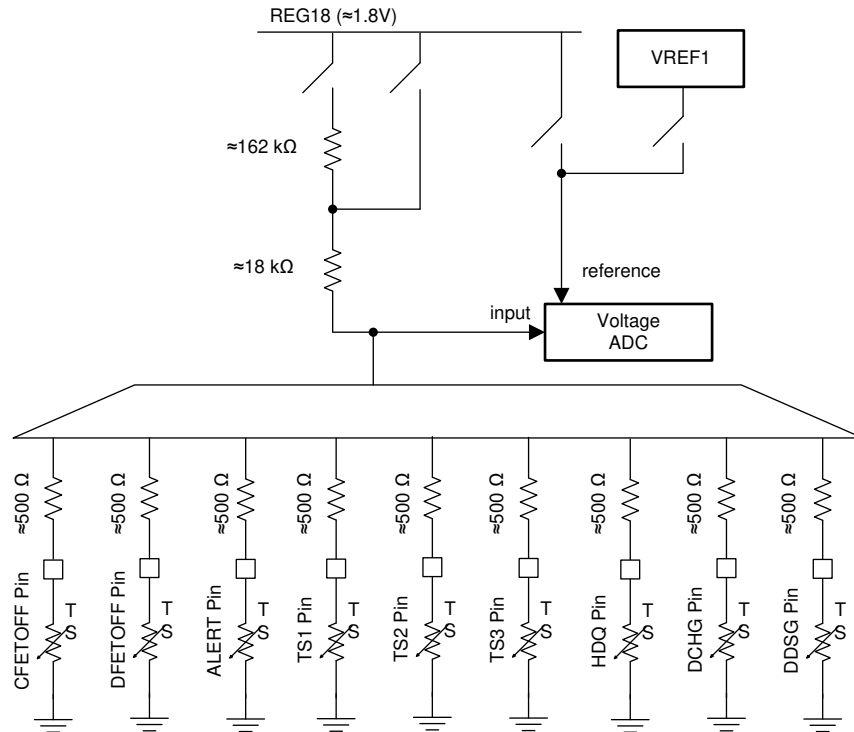 REG18 (≈1.8V)
VREF1
≈162 kΩ
≈18 kΩ
reference
input
Voltage
ADC
≈500 Ω
≈500 Ω
≈500 Ω
≈500 Ω
≈500 Ω
≈500 Ω
≈500 Ω
≈500 Ω
≈500 Ω
CFETOFF Pin
T
S
DFETOFF Pin
T
S
ALERT Pin
T
S
TS1 Pin
T
S
TS2 Pin
T
S
TS3 Pin
T
S
HDQ Pin
T
S
DCHG Pin
T
S
DDSG Pin
T
S